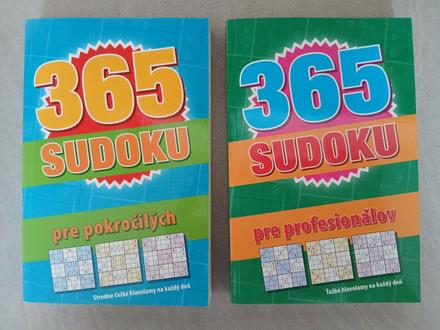 365
SUDOKU
pre pokročilých
Stredne ťažké hlavolamy na každý deň
365
SUDOKU
pre profesionálov
Ťažké hlavolamy na každý deň